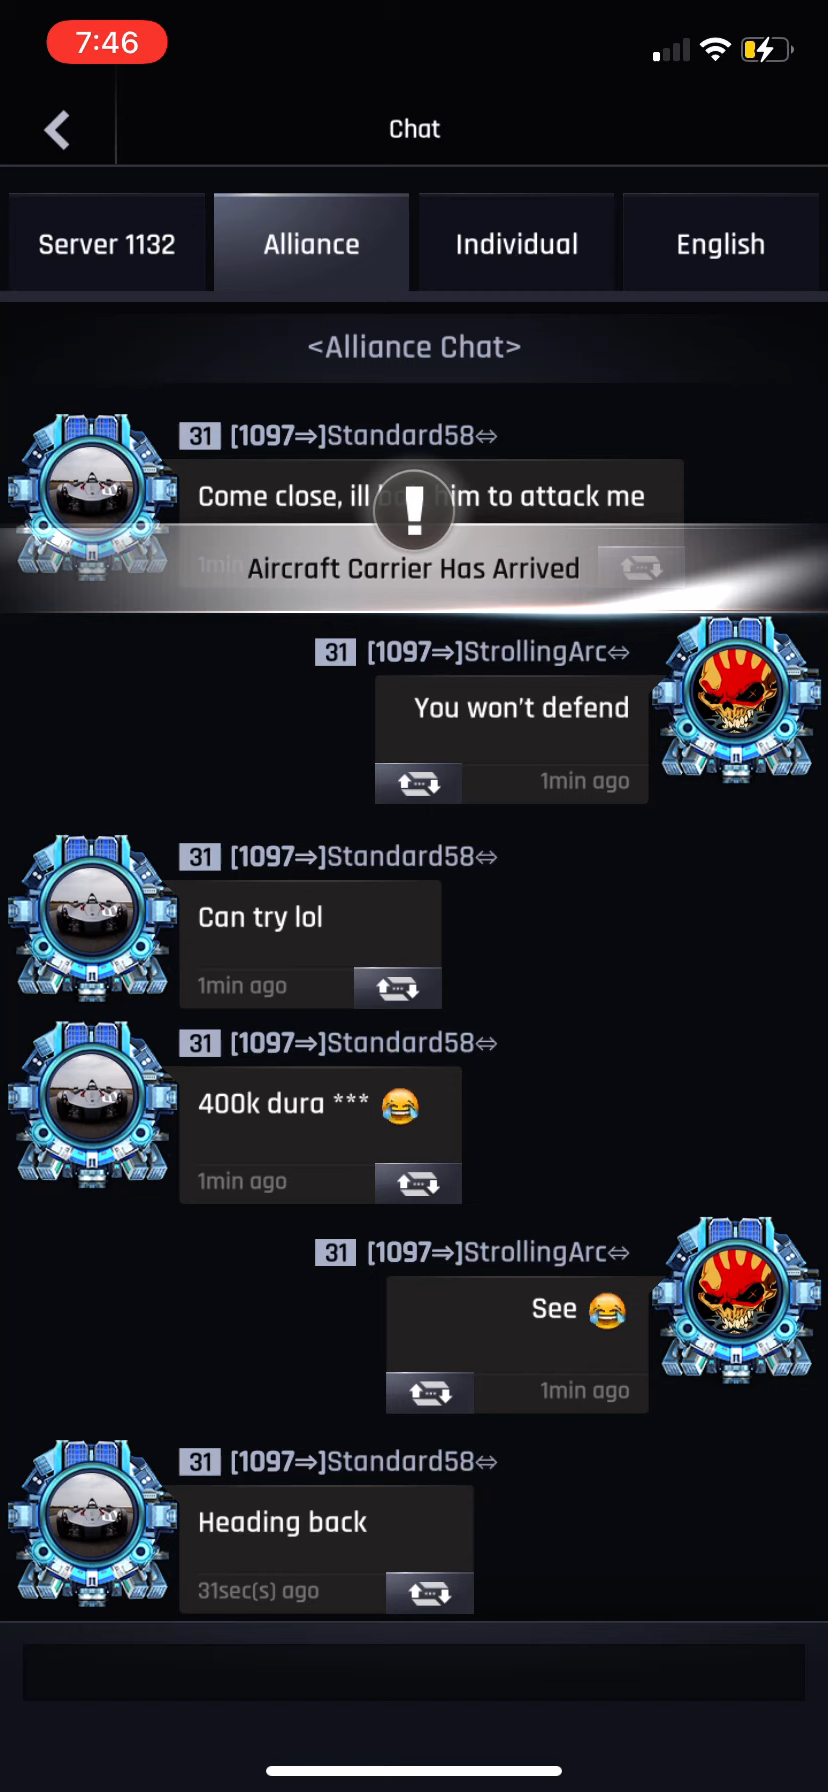 7:46
Chat
Server 1132
Alliance
Individual
English
<Alliance Chat>
31 [1097⇒]Standard58⇔
Come close, ill him to attack me
1min
Aircraft Carrier Has Arrived
31 [1097⇒]StrollingArc⇔
You won't defend
1min ago
31 [1097⇒]Standard58⇔
Can try lol
1min ago
31 [1097⇒]Standard58⇔
400k dura *** 😂
1min ago
31 [1097⇒]StrollingArc⇔
See 😂
1min ago
31 [1097⇒]Standard58⇔
Heading back
31sec(s) ago